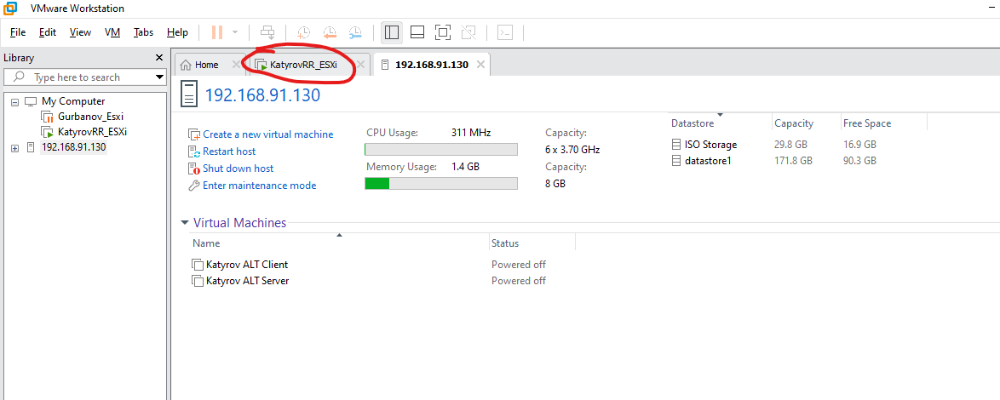 VMware Workstation
File Edit View VM Tabs Help
Library
Type here to search
My Computer
Gurbanov_Esxi
KatyrovRR_ESXi
192.168.91.130
Home KatyrovRR_ESXi 192.168.91.130
192.168.91.130
Create a new virtual machine
Restart host
Shut down host
Enter maintenance mode
CPU Usage: 311 MHz
Memory Usage: 1.4 GB
Capacity:
6 x 3.70 GHz
Capacity:
8 GB
Datastore Capacity Free Space
ISO Storage 29.8 GB 16.9 GB
datastore1 171.8 GB 90.3 GB
Virtual Machines
Name Status
Katyrov ALT Client Powered off
Katyrov ALT Server Powered off